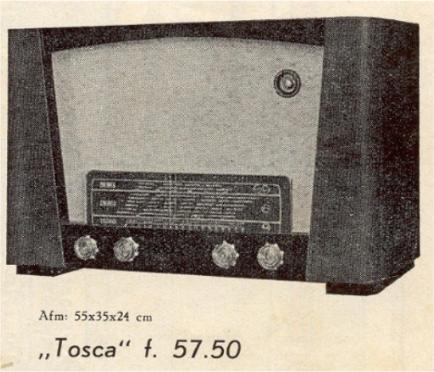 Afm: 55x35x24 cm
„Tosca“ f. 57.50